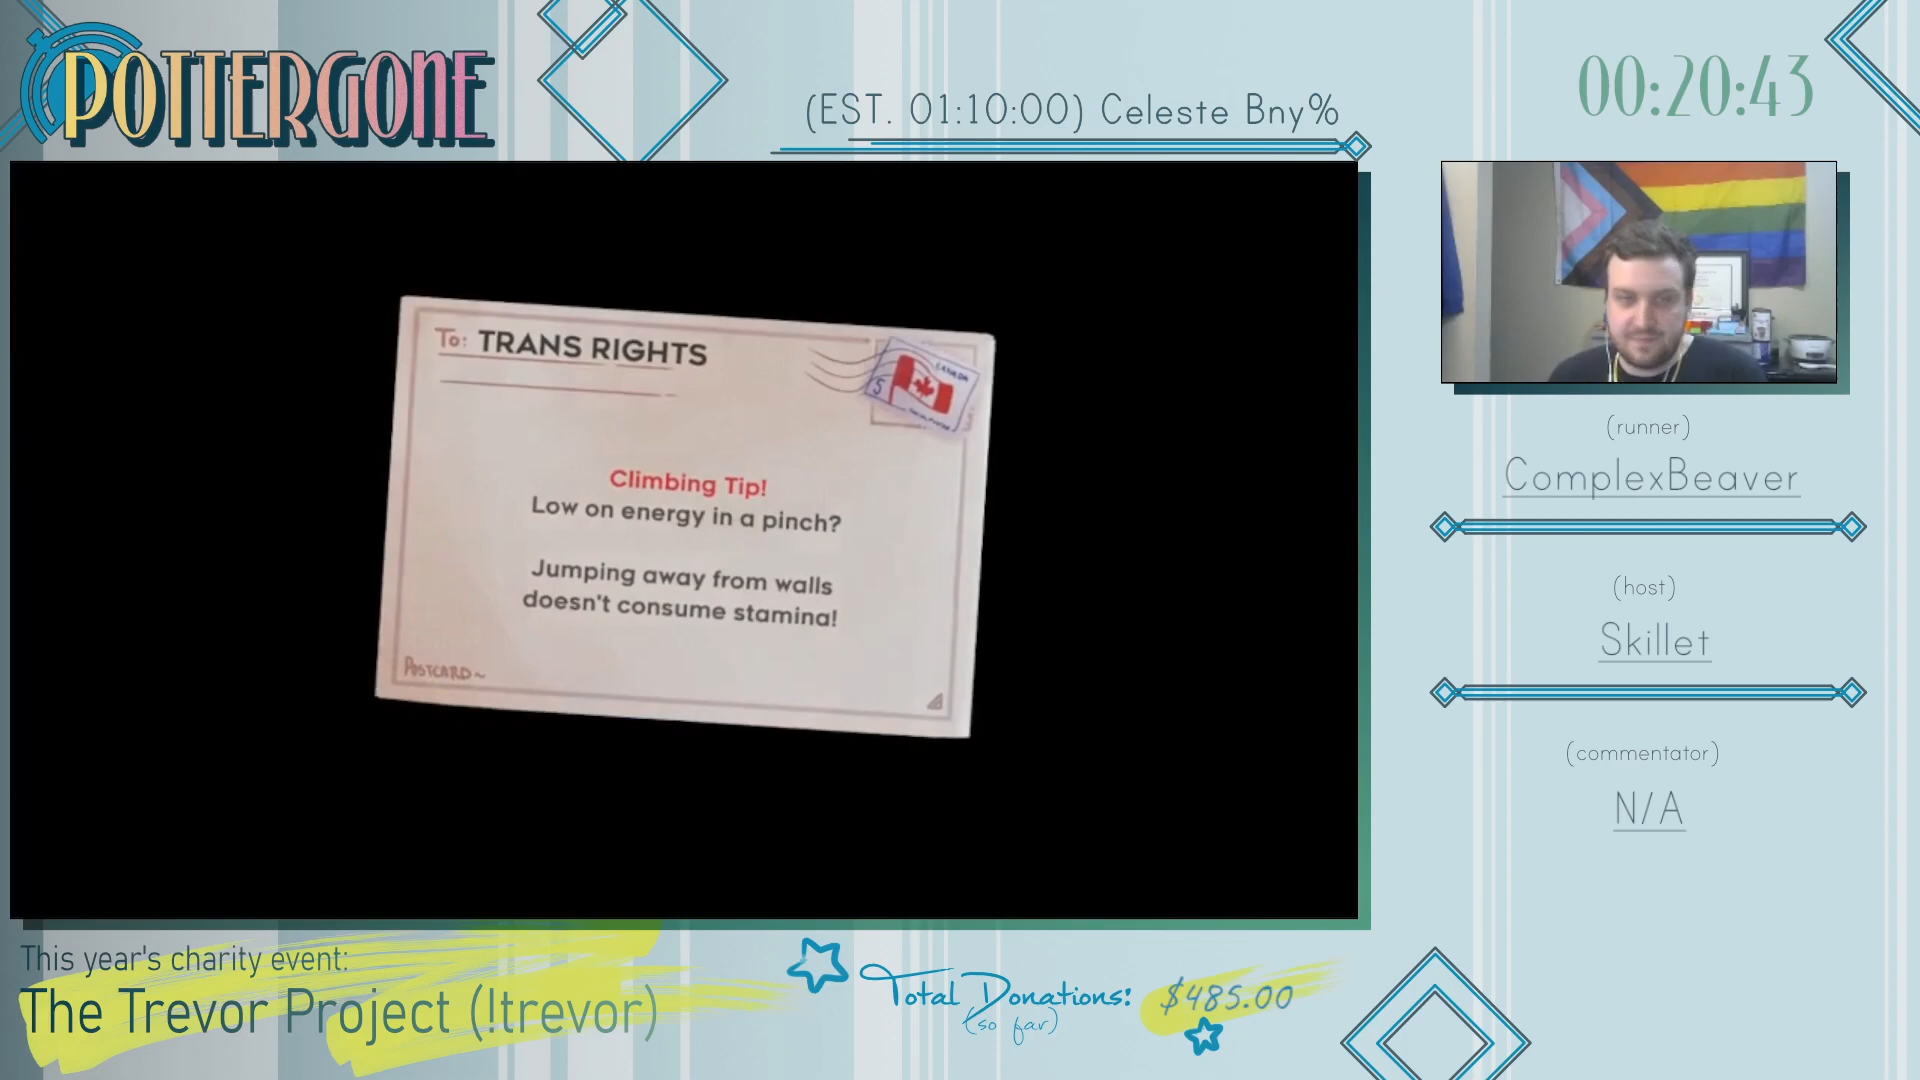 POTTERGONE
(EST. 01:10:00) Celeste Bny%
00:20:43
To: TRANS RIGHTS
CANADA
5
Climbing Tip!
Low on energy in a pinch?
Jumping away from walls
doesn't consume stamina!
POSTCARD~
(runner)
ComplexBeaver
(host)
Skillet
(commentator)
N/A
This year's charity event:
The Trevor Project (!trevor)
Total Donations:
(so far)
$485.00